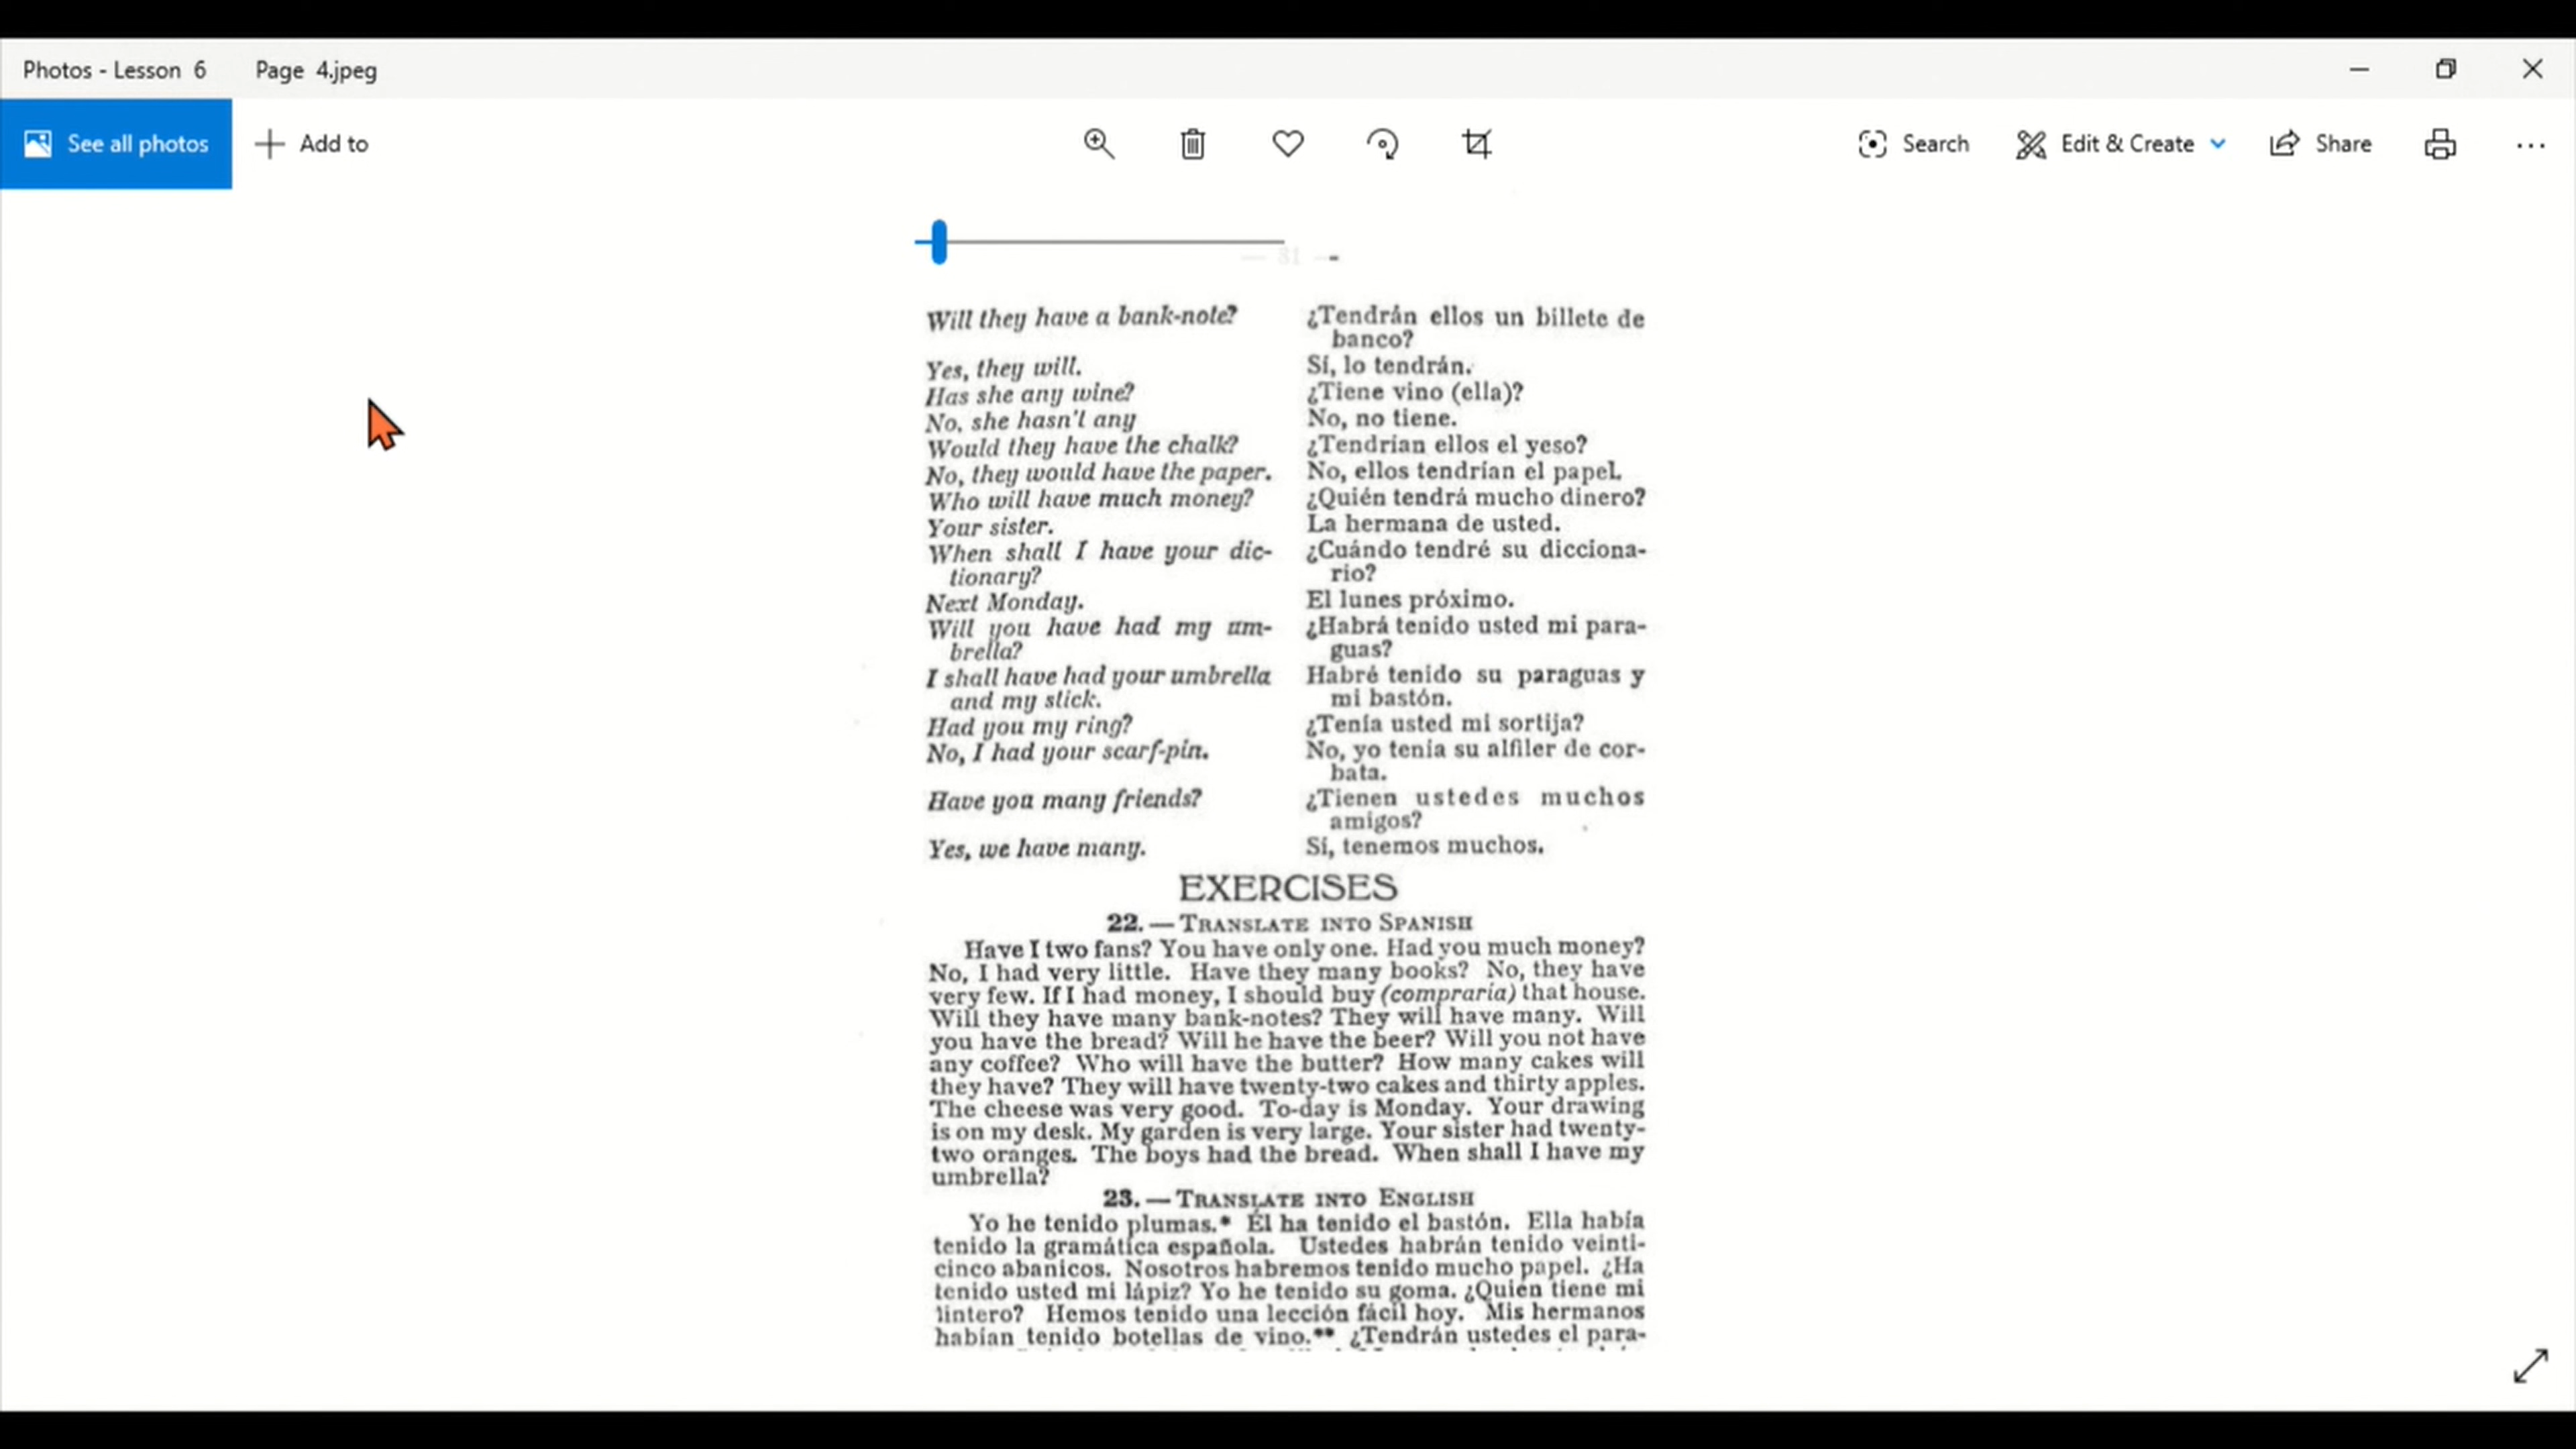 Photos - Lesson 6 Page 4.jpeg
See all photos
Add to
Search
Edit & Create
Share
— 31 —
Will they have a bank-note? ¿Tendrán ellos un billete de
banco?
Yes, they will. Sí, lo tendrán.
Has she any wine? ¿Tiene vino (ella)?
No, she hasn't any No, no tiene.
Would they have the chalk? ¿Tendrían ellos el yeso?
No, they would have the paper. No, ellos tendrían el papel.
Who will have much money? ¿Quién tendrá mucho dinero?
Your sister. La hermana de usted.
When shall I have your dic- ¿Cuándo tendré su dicciona-
tionary? rio?
Next Monday. El lunes próximo.
Will you have had my um- ¿Habrá tenido usted mi para-
brella? guas?
I shall have had your umbrella Habré tenido su paraguas y
and my stick. mi bastón.
Had you my ring? ¿Tenía usted mi sortija?
No, I had your scarf-pin. No, yo tenía su alfiler de cor-
bata.
Have you many friends? ¿Tienen ustedes muchos
amigos?
Yes, we have many. Sí, tenemos muchos.
EXERCISES
22. — TRANSLATE INTO SPANISH
Have I two fans? You have only one. Had you much money?
No, I had very little. Have they many books? No, they have
very few. If I had money, I should buy (compraría) that house.
Will they have many bank-notes? They will have many. Will
you have the bread? Will he have the beer? Will you not have
any coffee? Who will have the butter? How many cakes will
they have? They will have twenty-two cakes and thirty apples.
The cheese was very good. To-day is Monday. Your drawing
is on my desk. My garden is very large. Your sister had twenty-
two oranges. The boys had the bread. When shall I have my
umbrella?
23. — TRANSLATE INTO ENGLISH
Yo he tenido plumas.* Él ha tenido el bastón. Ella había
tenido la gramática española. Ustedes habrán tenido veinti-
cinco abanicos. Nosotros habremos tenido mucho papel. ¿Ha
tenido usted mi lápiz? Yo he tenido su goma. ¿Quién tiene mi
tintero? Hemos tenido una lección fácil hoy. Mis hermanos
habían tenido botellas de vino.** ¿Tendrán ustedes el para-